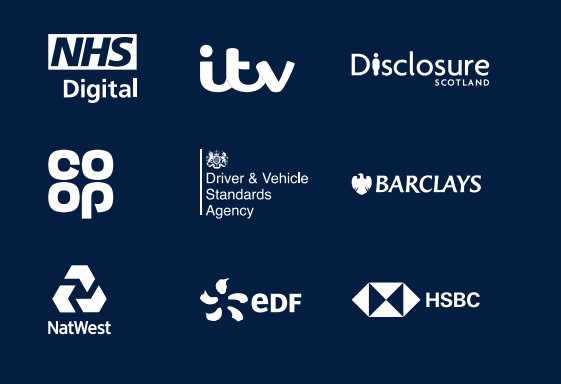 NHS
Digital
itv
Disclosure
SCOTLAND
CO
OP
Driver & Vehicle
Standards
Agency
BARCLAYS
NatWest
eDF
HSBC